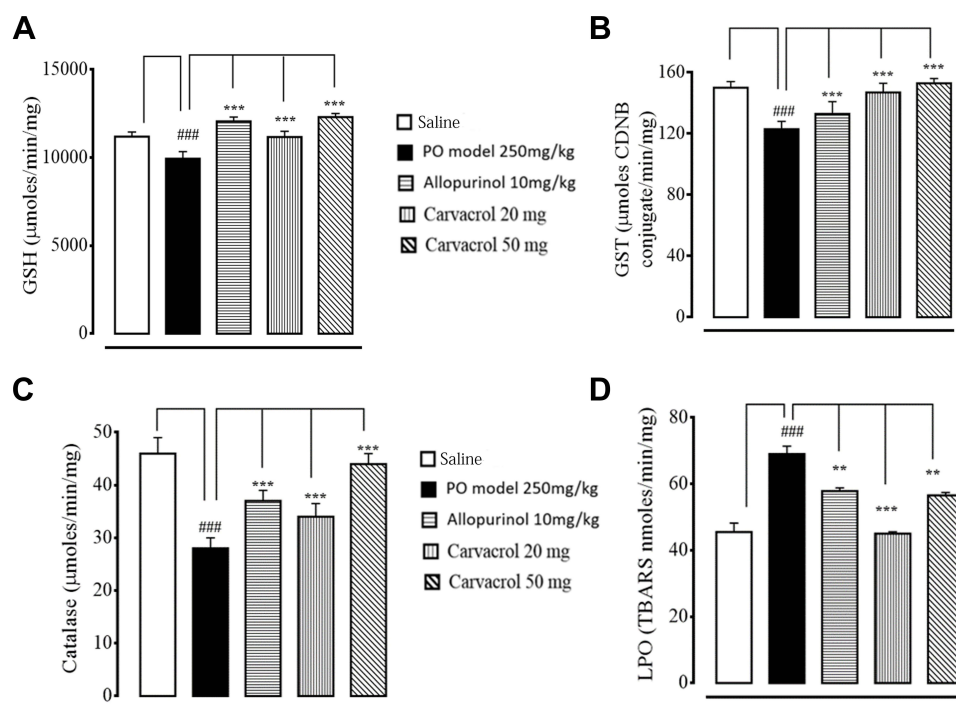 A
GSH (μmoles/min/mg)
15000
10000
5000
0
###
***
***
***
Saline
PO model 250mg/kg
Allopurinol 10mg/kg
Carvacrol 20 mg
Carvacrol 50 mg
B
GST (μmoles CDNB
conjugate/min/mg)
160
120
80
40
0
###
***
***
***
C
Catalase (μmoles/min/mg)
50
40
30
20
10
0
###
***
***
***
Saline
PO model 250mg/kg
Allopurinol 10mg/kg
Carvacrol 20 mg
Carvacrol 50 mg
D
LPO (TBARS nmoles/min/mg)
80
60
40
20
0
###
**
***
**